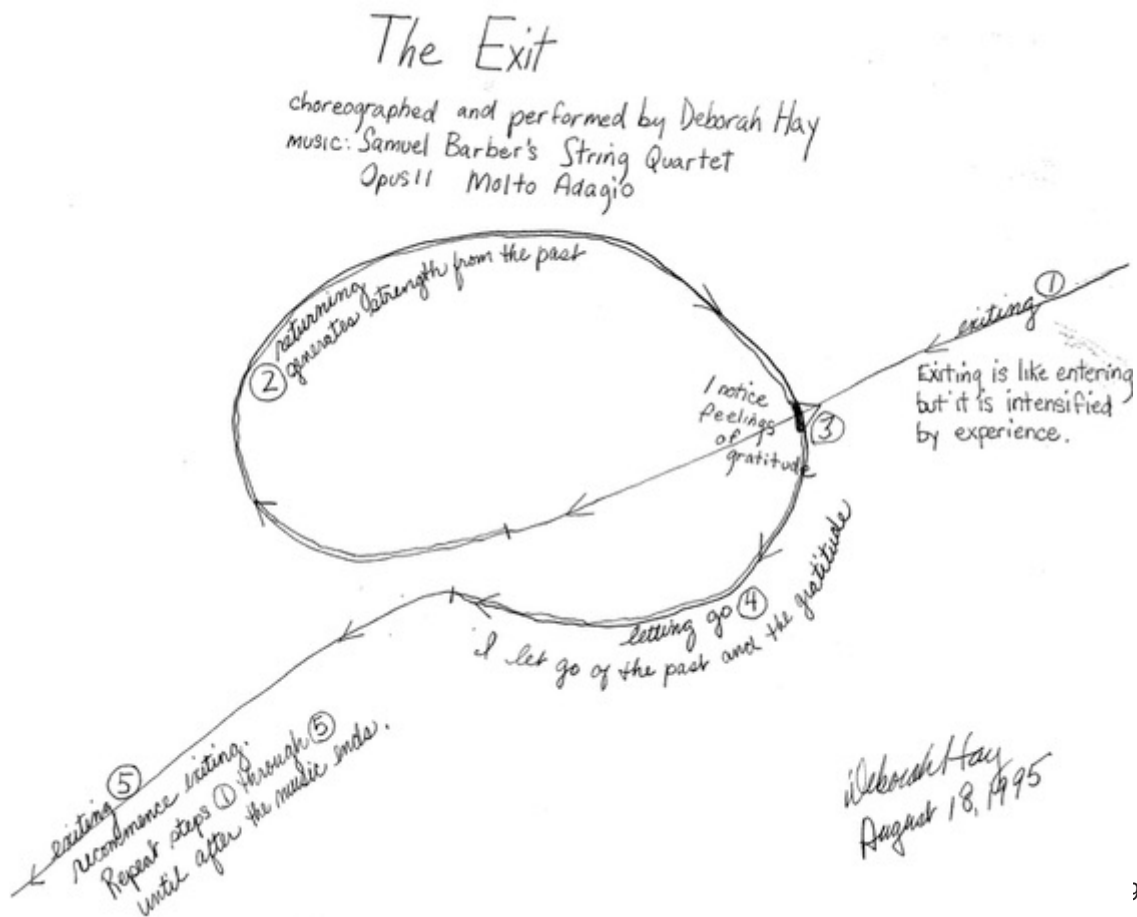 The Exit
choreographed and performed by Deborah Hay
music: Samuel Barber's String Quartet
Opus 11 Molto Adagio
exiting ①
Exiting is like entering
but it is intensified
by experience.
② returning
generates strength from the past
I notice
feelings
of
gratitude
③
letting go ④
I let go of the past and the gratitude
exiting ⑤
recommence exiting.
Repeat steps ① through ⑤
until after the music ends.
Deborah Hay
August 18, 1995